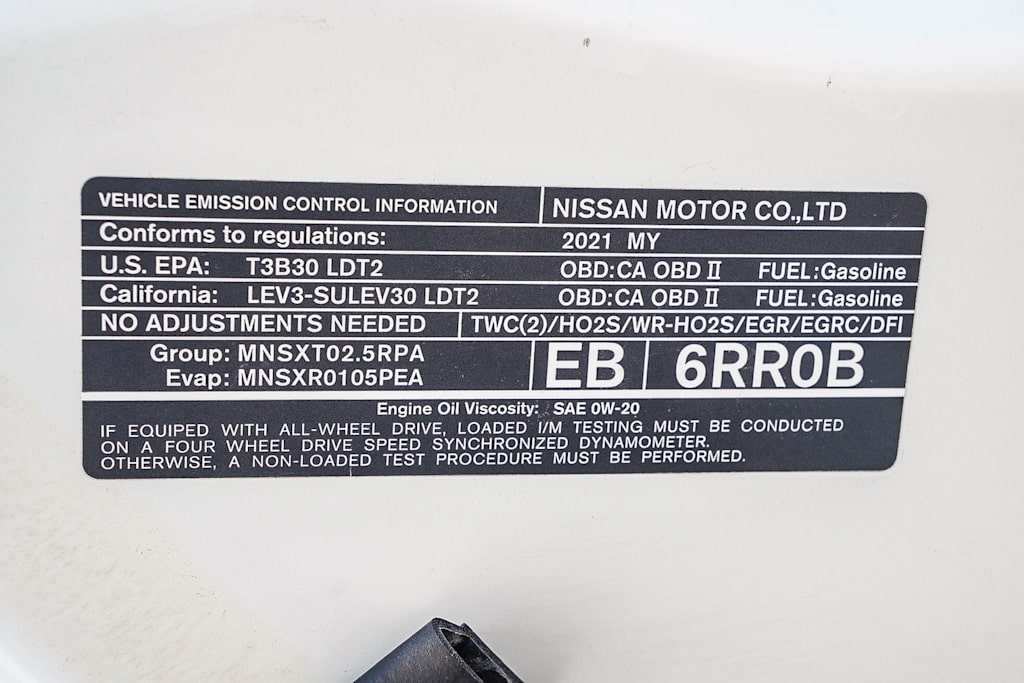 VEHICLE EMISSION CONTROL INFORMATION NISSAN MOTOR CO.,LTD
Conforms to regulations: 2021 MY
U.S. EPA: T3B30 LDT2 OBD:CA OBD II FUEL:Gasoline
California: LEV3-SULEV30 LDT2 OBD:CA OBD II FUEL:Gasoline
NO ADJUSTMENTS NEEDED TWC(2)/HO2S/WR-HO2S/EGR/EGRC/DFI
Group: MNSXT02.5RPA
Evap: MNSXR0105PEA
EB 6RR0B
Engine Oil Viscosity: SAE 0W-20
IF EQUIPED WITH ALL-WHEEL DRIVE, LOADED I/M TESTING MUST BE CONDUCTED
ON A FOUR WHEEL DRIVE SPEED SYNCHRONIZED DYNAMOMETER.
OTHERWISE, A NON-LOADED TEST PROCEDURE MUST BE PERFORMED.